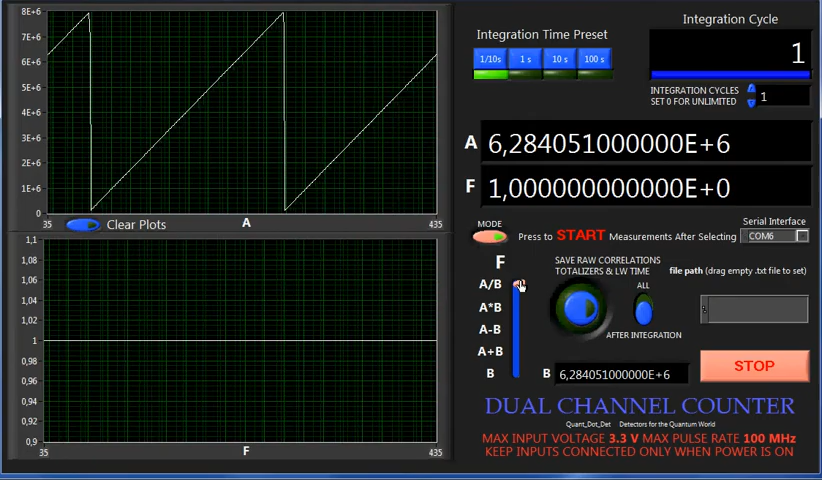 8E+6
7E+6
6E+6
5E+6
4E+6
3E+6
2E+6
1E+6
0
35
A
435
Clear Plots
1,1
1,08
1,06
1,04
1,02
1
0,98
0,96
0,94
0,92
0,9
35
F
435
Integration Time Preset
1/10s 1 s 10 s 100 s
Integration Cycle
1
INTEGRATION CYCLES
SET 0 FOR UNLIMITED
1
A 6,284051000000E+6
F 1,000000000000E+0
MODE
Press to START Measurements After Selecting
Serial Interface
COM6
F
A/B
A*B
A-B
A+B
B
SAVE RAW CORRELATIONS
TOTALIZERS & LW TIME
ALL
AFTER INTEGRATION
file path (drag empty .txt file to set)
B 6,284051000000E+6
STOP
DUAL CHANNEL COUNTER
Quant_Dot_Det Detectors for the Quantum World
MAX INPUT VOLTAGE 3.3 V MAX PULSE RATE 100 MHz
KEEP INPUTS CONNECTED ONLY WHEN POWER IS ON